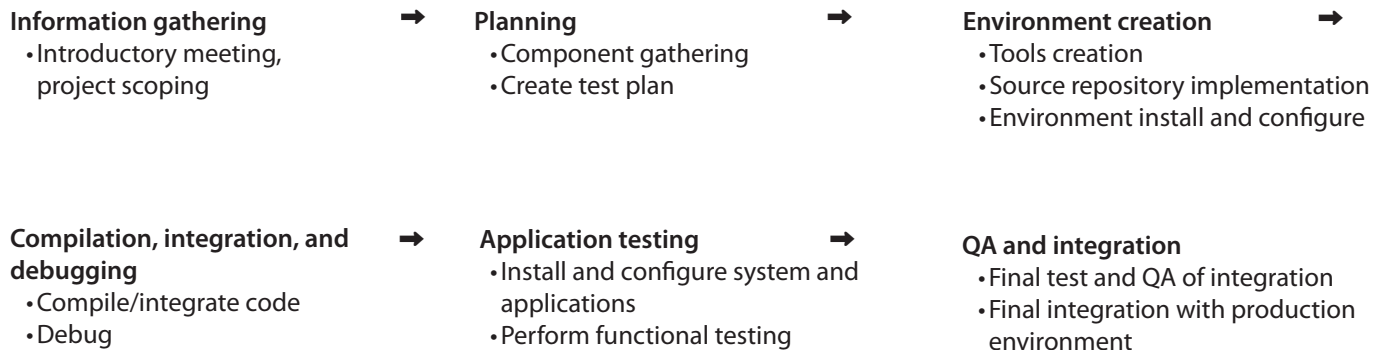 Information gathering ➞
• Introductory meeting,
project scoping
Planning ➞
• Component gathering
• Create test plan
Environment creation ➞
• Tools creation
• Source repository implementation
• Environment install and configure
Compilation, integration, and ➞
debugging
• Compile/integrate code
• Debug
Application testing ➞
• Install and configure system and
applications
• Perform functional testing
QA and integration
• Final test and QA of integration
• Final integration with production
environment